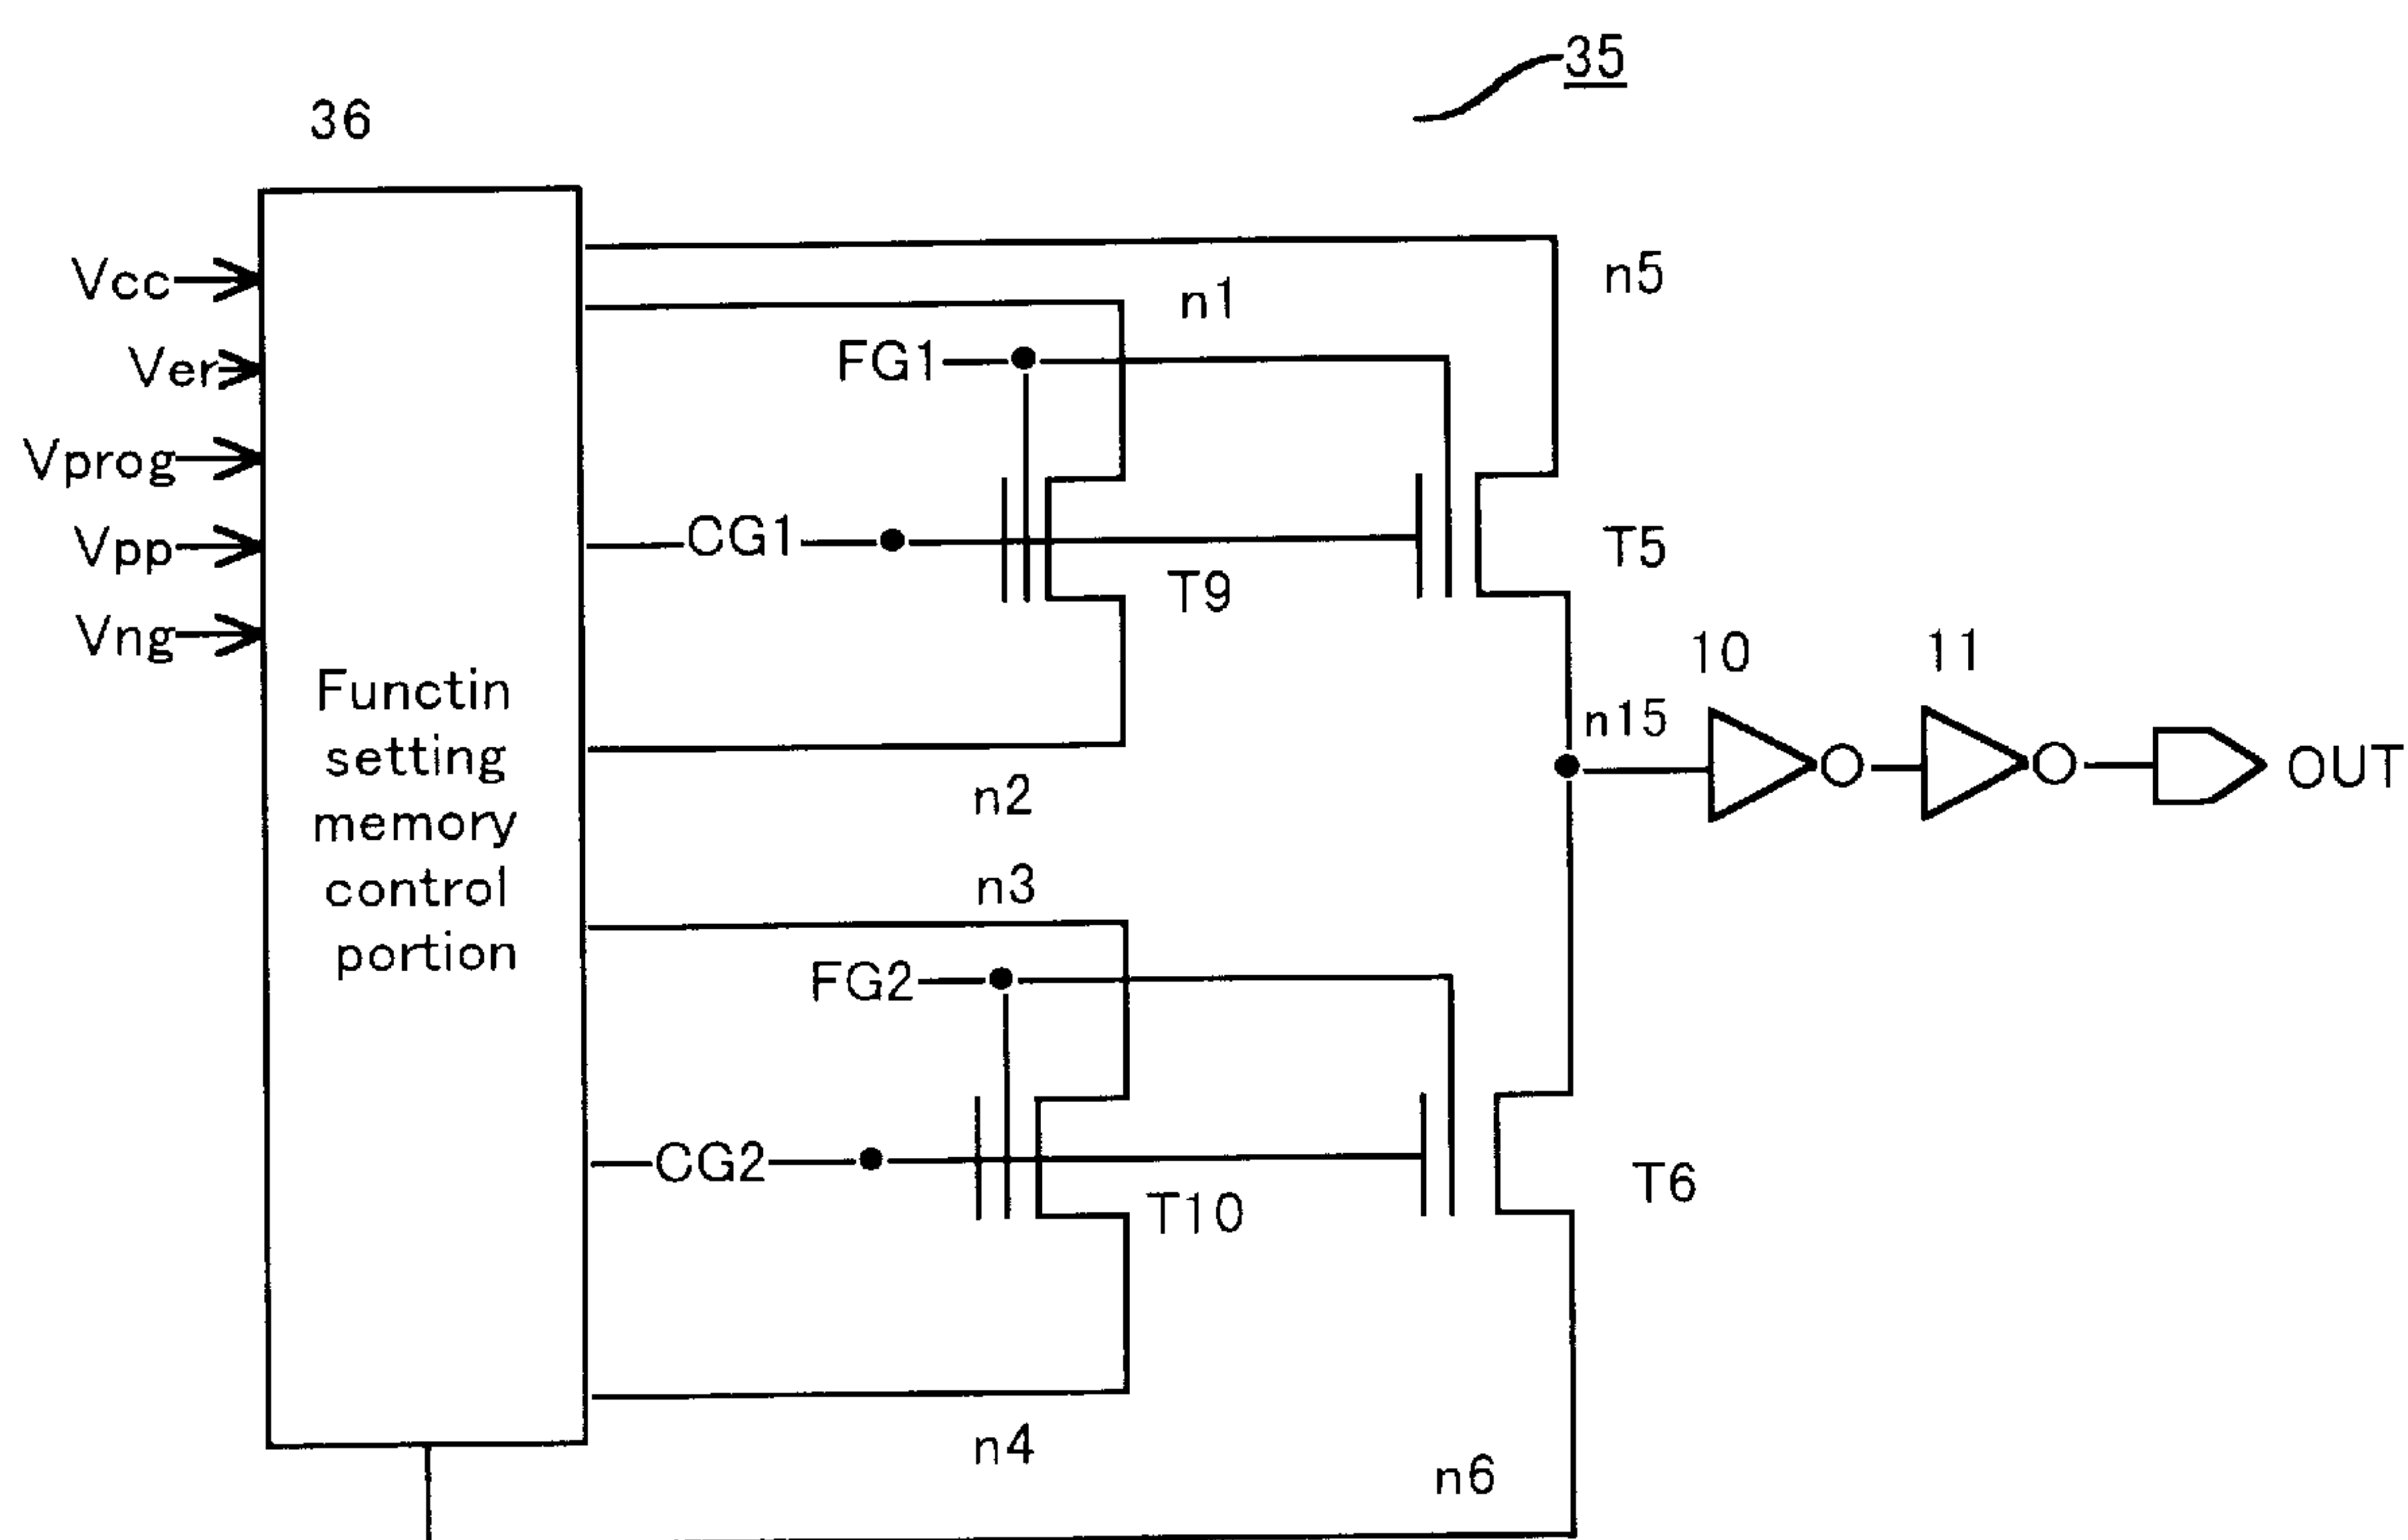 35
36
Vcc
Ver
Vprog
Vpp
Vng
Functin
setting
memory
control
portion
n5
n1
FG1
CG1
T9
T5
n2
n15
10
11
OUT
n3
FG2
CG2
T10
T6
n4
n6